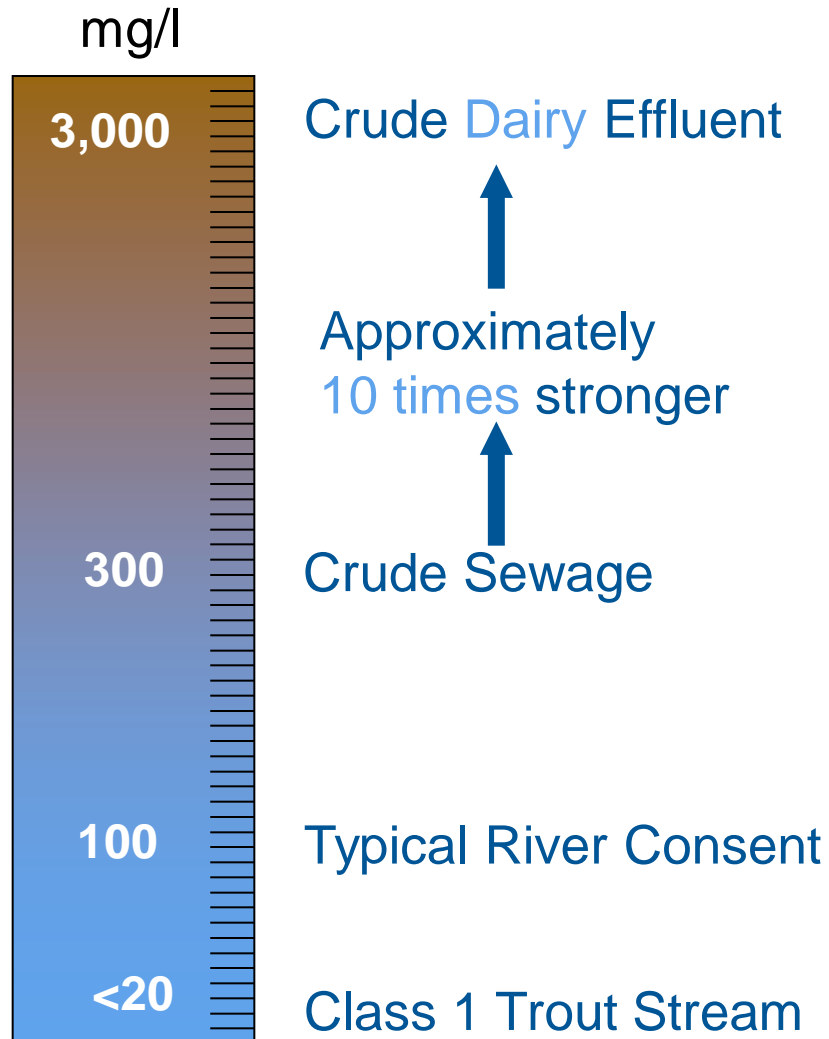 mg/l
3,000
Crude Dairy Effluent
Approximately
10 times stronger
300
Crude Sewage
100
Typical River Consent
<20
Class 1 Trout Stream